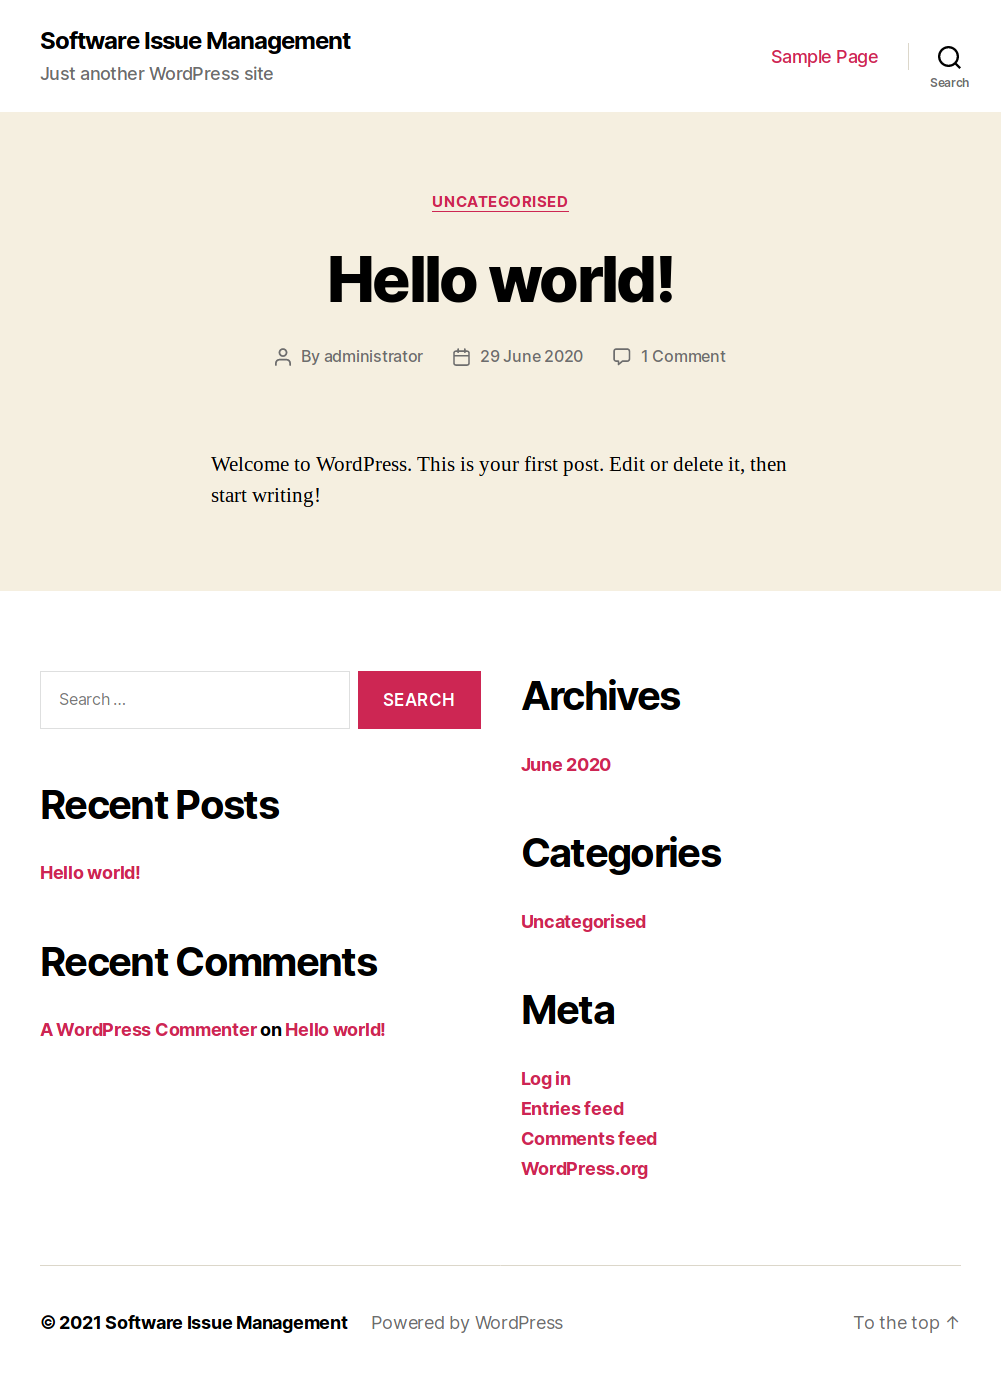 Software Issue Management
Just another WordPress site
Sample Page
Search
UNCATEGORISED
Hello world!
By administrator
29 June 2020
1 Comment
Welcome to WordPress. This is your first post. Edit or delete it, then
start writing!
Search …
SEARCH
Recent Posts
Hello world!
Recent Comments
A WordPress Commenter on Hello world!
Archives
June 2020
Categories
Uncategorised
Meta
Log in
Entries feed
Comments feed
WordPress.org
© 2021 Software Issue Management
Powered by WordPress
To the top ↑